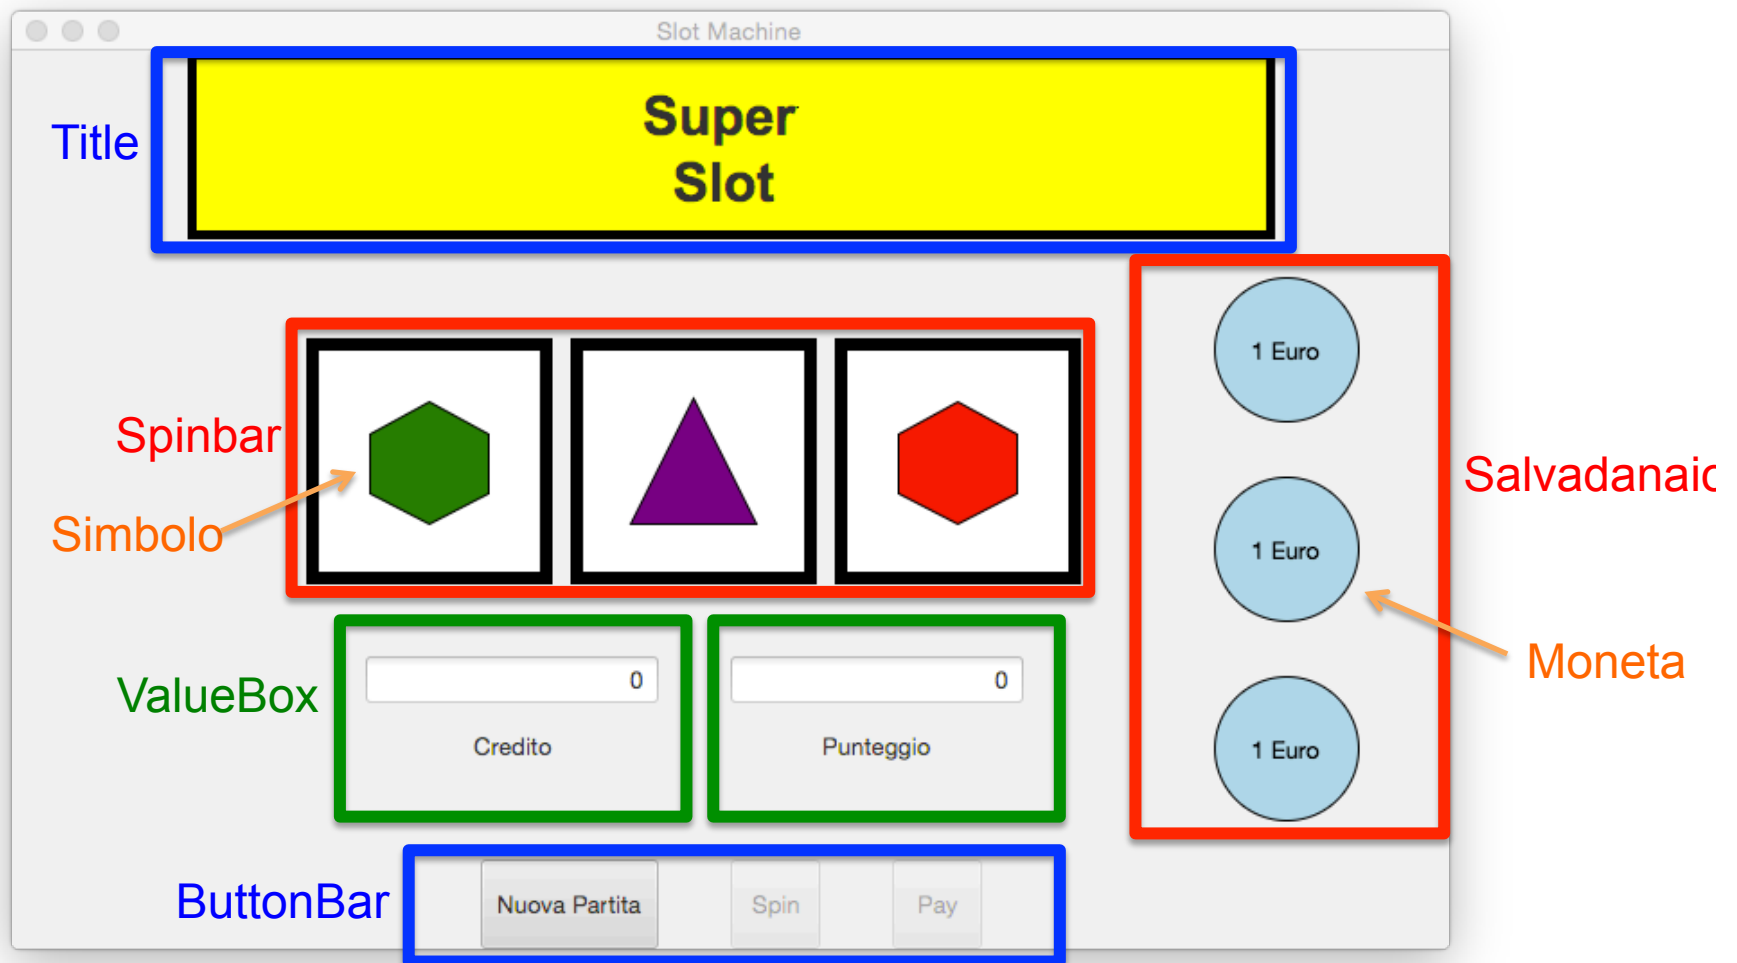 Slot Machine
Title
Super
Slot
Spinbar
Simbolo
1 Euro
1 Euro
1 Euro
Salvadanaio
Moneta
ValueBox
0
Credito
0
Punteggio
ButtonBar
Nuova Partita
Spin
Pay